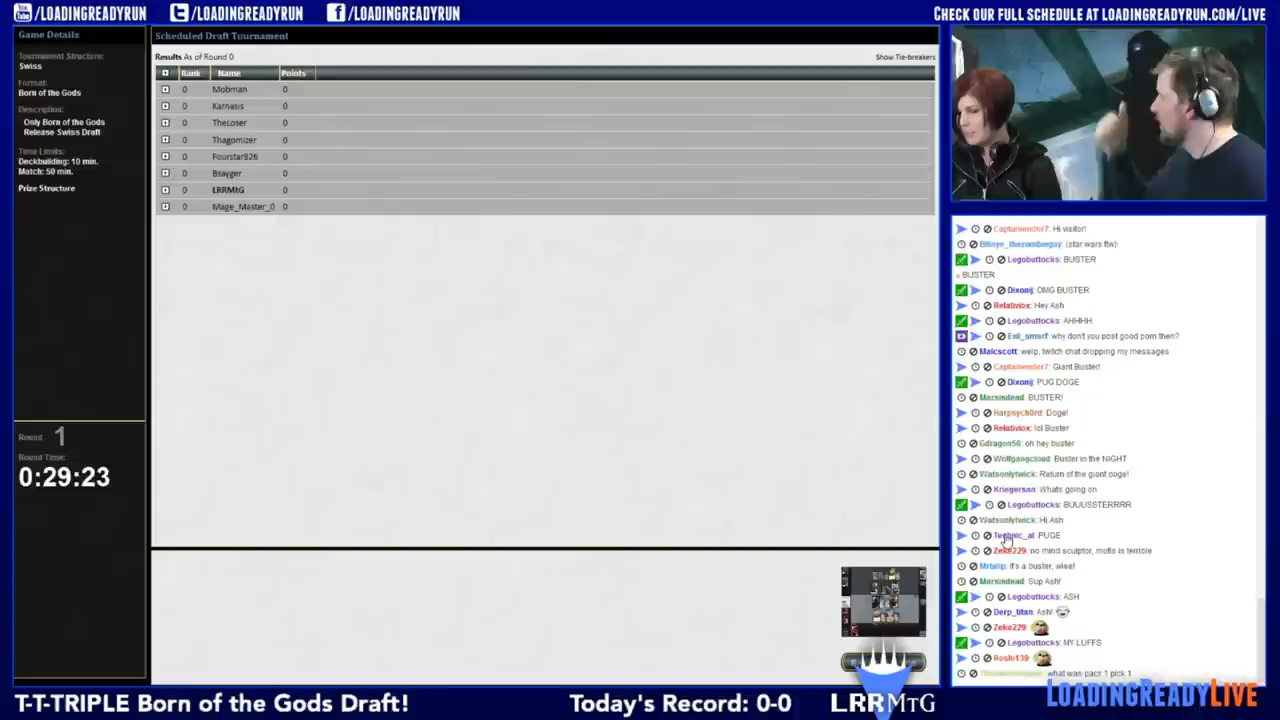 /LOADINGREADYRUN /LOADINGREADYRUN /LOADINGREADYRUN CHECK OUR FULL SCHEDULE AT LOADINGREADYRUN.COM/LIVE
Game Details
Tournament Structure:
Swiss
Format:
Born of the Gods
Description:
Only Born of the Gods
Release Swiss Draft
Time Limits:
Deckbuilding: 10 min.
Match: 50 min.
Prize Structure
Round 1
Round Time:
0:29:23
Scheduled Draft Tournament
Results As of Round 0 Show Tie-breakers
Rank Name Points
0 Mobman 0
0 Karnasis 0
0 TheLoser 0
0 Thagomizer 0
0 Fourstar826 0
0 Bsayger 0
0 LRRMtG 0
0 Mage_Master_0 0
Hi visitor!
(star wars ftw)
Legobuttocks: BUSTER
BUSTER
Dixonij: OMG BUSTER
Relativiox: Hey Ash
Legobuttocks: AHHHH
Evil_smurf: why don't you post good porn then?
Malcscott: welp, twitch chat dropping my messages
Giant Buster!
Dixonij: PUG DOGE
Marsindead: BUSTER!
Harpsych0rd: Doge!
Relativiox: lol Buster
Gdragon56: oh hey buster
Wolfgangcloud: Buster in the NIGHT
Watsonlytwick: Return of the giant doge!
Kriegersan: Whats going on
Legobuttocks: BUUUSSTERRRR
Watsonlytwick: Hi Ash
PUGE
Zeke229: no mind sculptor, mofis is terrible
It's a buster, wiee!
Marsindead: Sup Ash!
Legobuttocks: ASH
Derp_titan: Ash!
Zeke229:
Legobuttocks: MY LUFFS
Roshi139:
what was pack 1 pick 1
T-T-TRIPLE Born of the Gods Draft! Today's Record: 0-0 LRRMTG LOADINGREADYLIVE